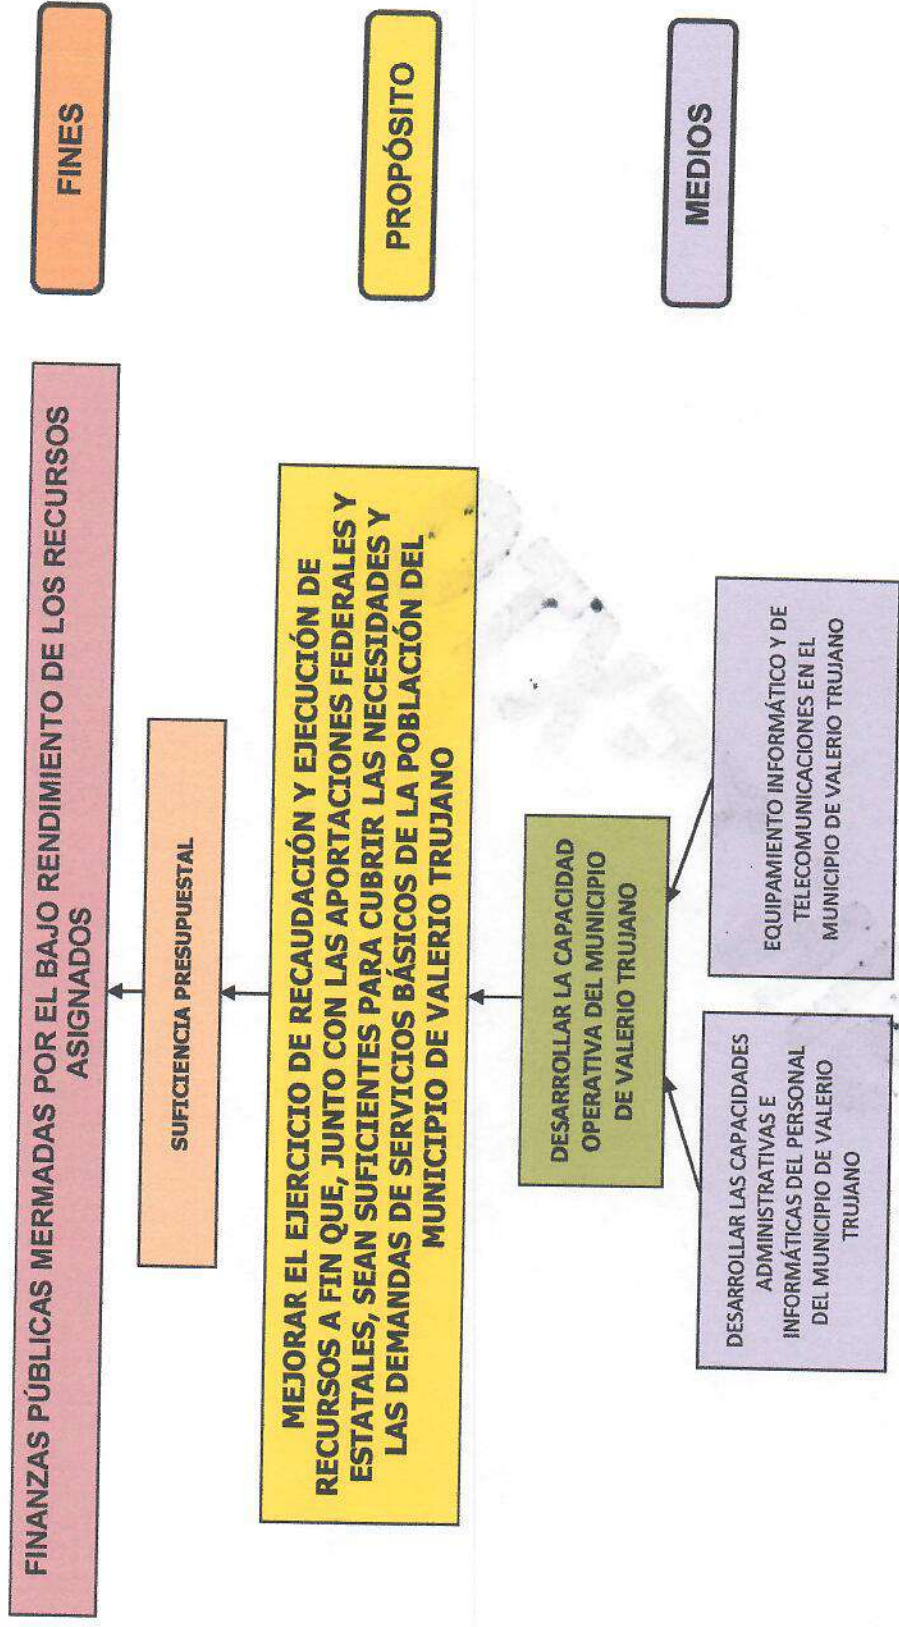 FINANZAS PÚBLICAS MERMADAS POR EL BAJO RENDIMIENTO DE LOS RECURSOS
ASIGNADOS
FINES
SUFICIENCIA PRESUPUESTAL
MEJORAR EL EJERCICIO DE RECAUDACIÓN Y EJECUCIÓN DE
RECURSOS A FIN QUE, JUNTO CON LAS APORTACIONES FEDERALES Y
ESTATALES, SEAN SUFICIENTES PARA CUBRIR LAS NECESIDADES Y
LAS DEMANDAS DE SERVICIOS BÁSICOS DE LA POBLACIÓN DEL
MUNICIPIO DE VALERIO TRUJANO
PROPÓSITO
DESARROLLAR LA CAPACIDAD
OPERATIVA DEL MUNICIPIO
DE VALERIO TRUJANO
MEDIOS
DESARROLLAR LAS CAPACIDADES
ADMINISTRATIVAS E
INFORMÁTICAS DEL PERSONAL
DEL MUNICIPIO DE VALERIO
TRUJANO
EQUIPAMIENTO INFORMÁTICO Y DE
TELECOMUNICACIONES EN EL
MUNICIPIO DE VALERIO TRUJANO